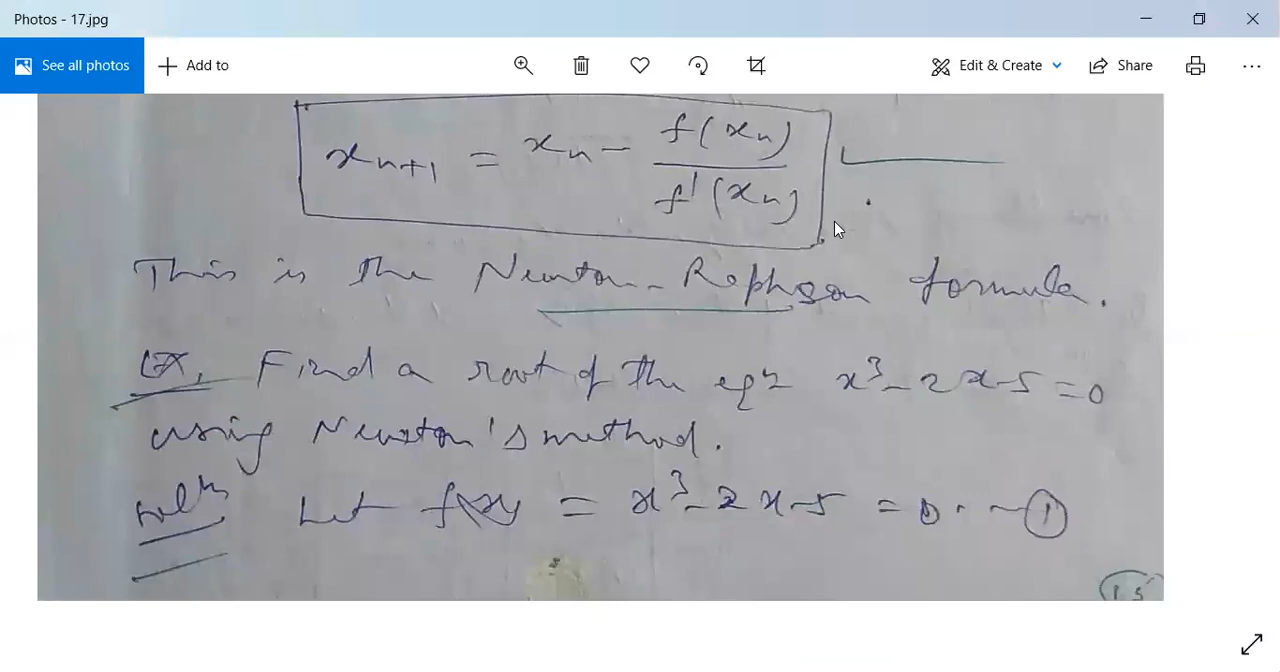 Photos - 17.jpg
See all photos
Add to
Edit & Create
Share
x_{n+1} = x_n - f(x_n) / f'(x_n)
This is the Newton-Raphson formula.
Ex, Find a root of the eqn x³-2x-5=0
using Newton's method.
Soln Let f(x) = x³-2x-5 = 0 . - ①
15